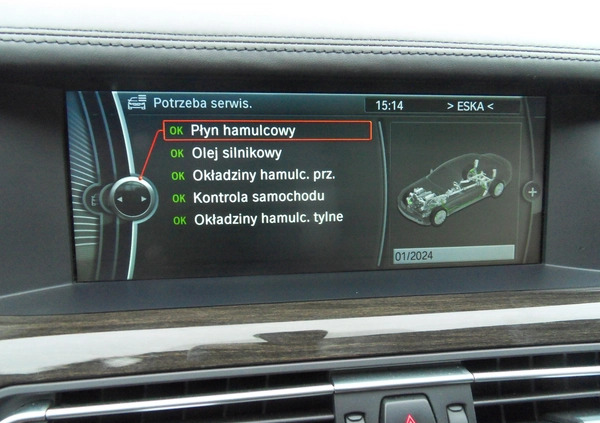 Potrzeba serwis. 15:14 > ESKA <
OK Płyn hamulcowy
OK Olej silnikowy
OK Okładziny hamulc. prz.
OK Kontrola samochodu
OK Okładziny hamulc. tylne
01/2024